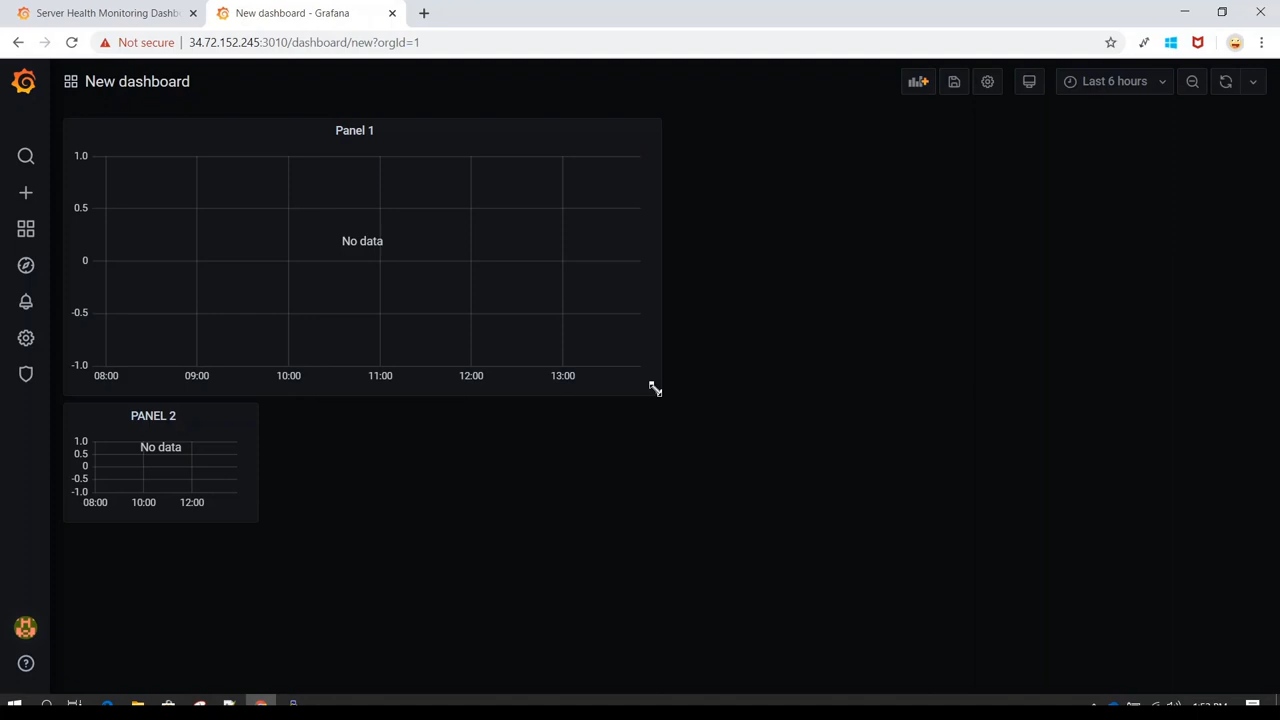 Server Health Monitoring Dashb
New dashboard - Grafana
Not secure
34.72.152.245:3010/dashboard/new?orgId=1
New dashboard
Last 6 hours
Panel 1
1.0
0.5
No data
0
-0.5
-1.0
08:00 09:00 10:00 11:00 12:00 13:00
PANEL 2
1.0
No data
0.5
0
-0.5
-1.0
08:00 10:00 12:00